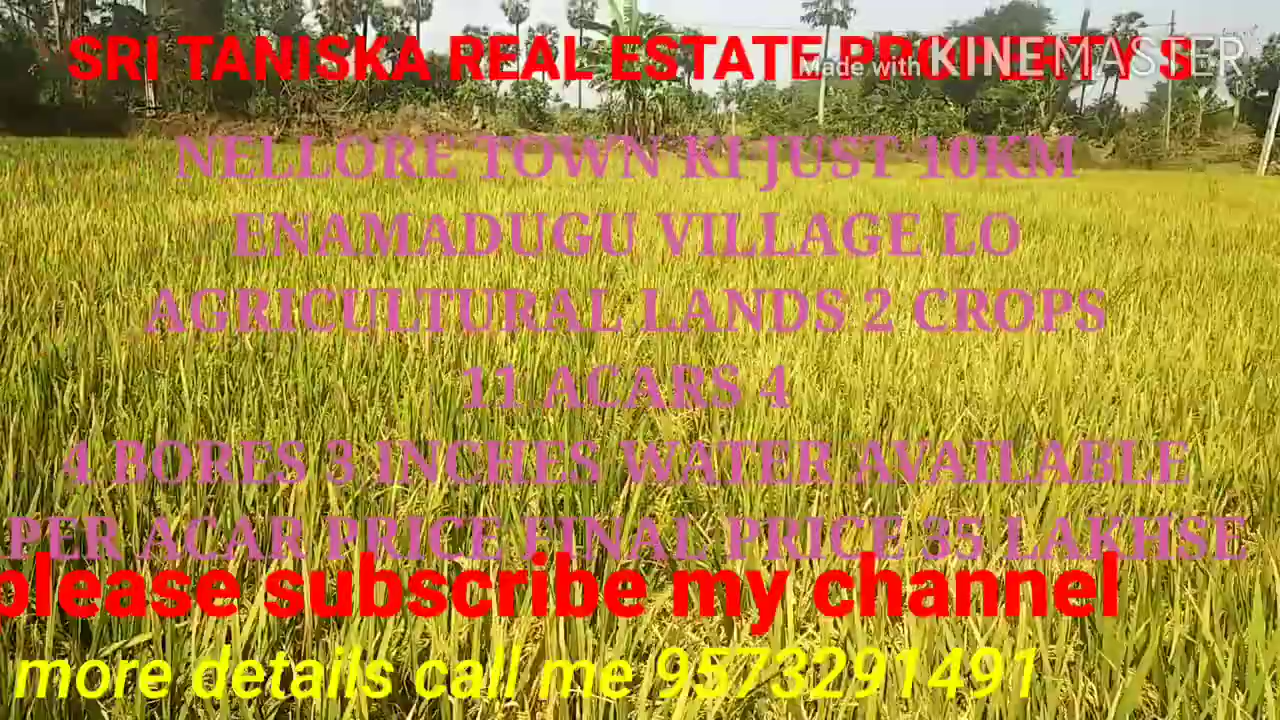 SRI TANISKA REAL ESTATE PROPERTY S
Made with KINEMASTER
NELLORE TOWN KI JUST 10KM
ENAMADUGU VILLAGE LO
AGRICULTURAL LANDS 2 CROPS
11 ACARS 4
4 BORES 3 INCHES WATER AVAILABLE
PER ACAR PRICE FINAL PRICE 35 LAKHSE
please subscribe my channel
more details call me 9573291491